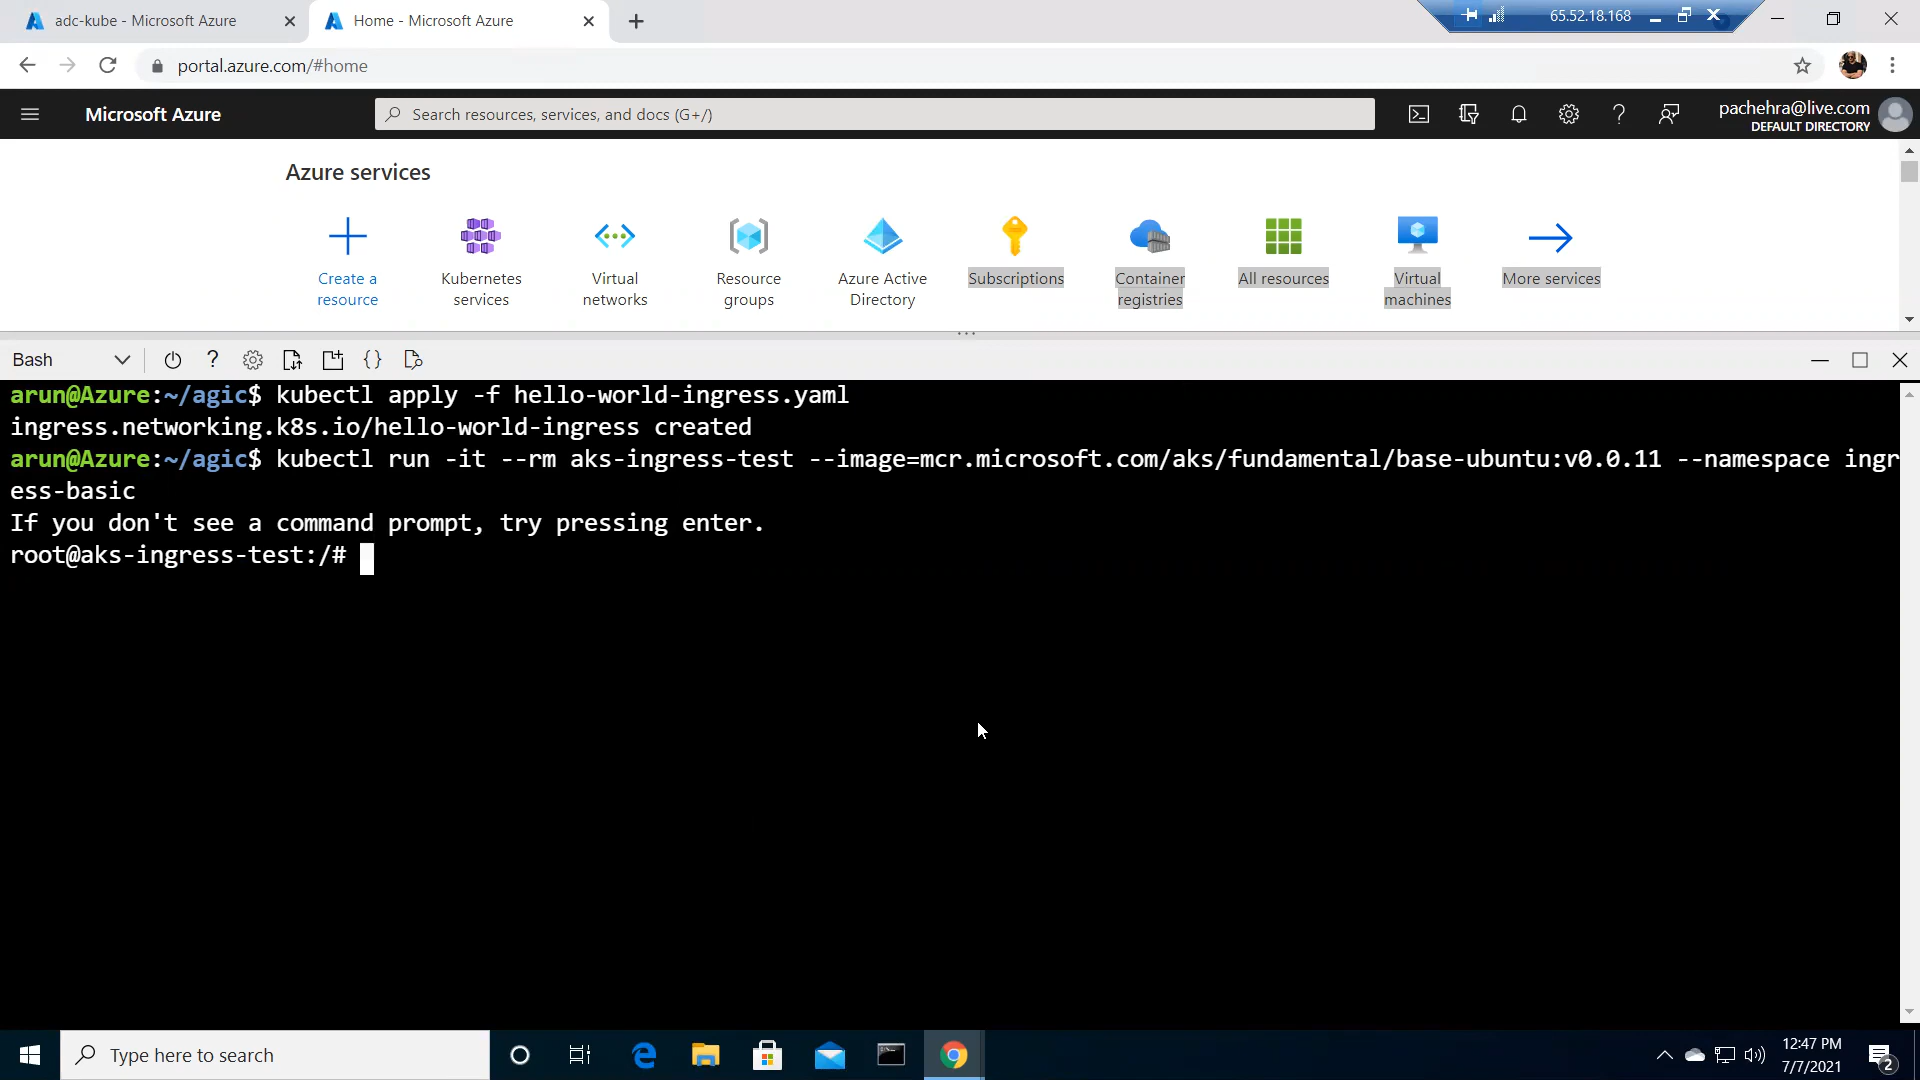 adc-kube - Microsoft Azure
Home - Microsoft Azure
65.52.18.168
portal.azure.com/#home
Microsoft Azure
Search resources, services, and docs (G+/)
pachehra@live.com
DEFAULT DIRECTORY
Azure services
Create a
resource
Kubernetes
services
Virtual
networks
Resource
groups
Azure Active
Directory
Subscriptions
Container
registries
All resources
Virtual
machines
More services
Bash
arun@Azure:~/agic$ kubectl apply -f hello-world-ingress.yaml
ingress.networking.k8s.io/hello-world-ingress created
arun@Azure:~/agic$ kubectl run -it --rm aks-ingress-test --image=mcr.microsoft.com/aks/fundamental/base-ubuntu:v0.0.11 --namespace ingr
ess-basic
If you don't see a command prompt, try pressing enter.
root@aks-ingress-test:/#
Type here to search
12:47 PM
7/7/2021
2